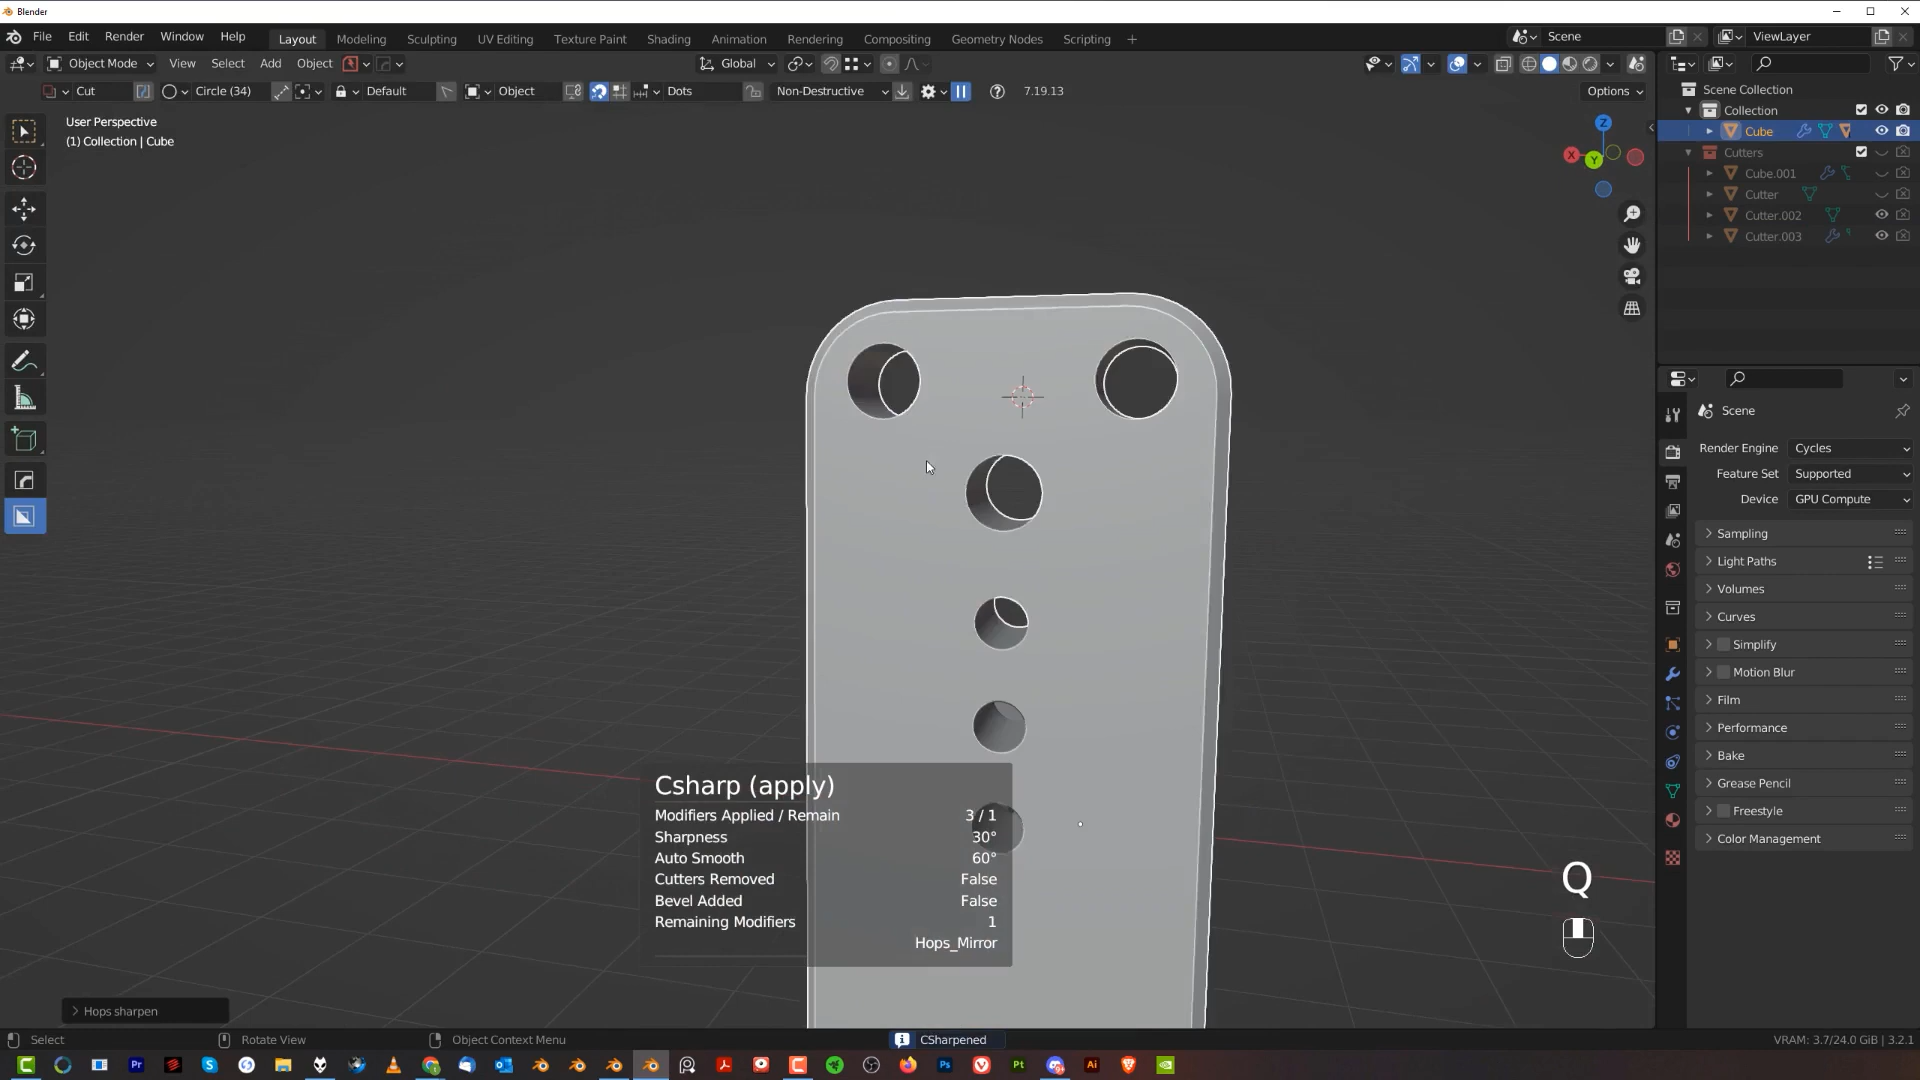 Blender
File Edit Render Window Help Layout Modeling Sculpting UV Editing Texture Paint Shading Animation Rendering Compositing Geometry Nodes Scripting + Scene ViewLayer
Object Mode View Select Add Object Global
Cut Circle (34) Default Object Dots Non-Destructive 7.19.13 Options
User Perspective
(1) Collection | Cube
Z
X
Y
Scene Collection
Collection
Cube
Cutters
Cube.001
Cutter
Cutter.002
Cutter.003
Scene
Render Engine Cycles
Feature Set Supported
Device GPU Compute
Sampling
Light Paths
Volumes
Curves
Simplify
Motion Blur
Film
Performance
Bake
Grease Pencil
Freestyle
Color Management
Csharp (apply)
Modifiers Applied / Remain 3 / 1
Sharpness 30°
Auto Smooth 60°
Cutters Removed False
Bevel Added False
Remaining Modifiers 1
Hops_Mirror
Q
Hops sharpen
Select Rotate View Object Context Menu CSharpened VRAM: 3.7/24.0 GiB | 3.2.1
Pr S Ps Pt Ai